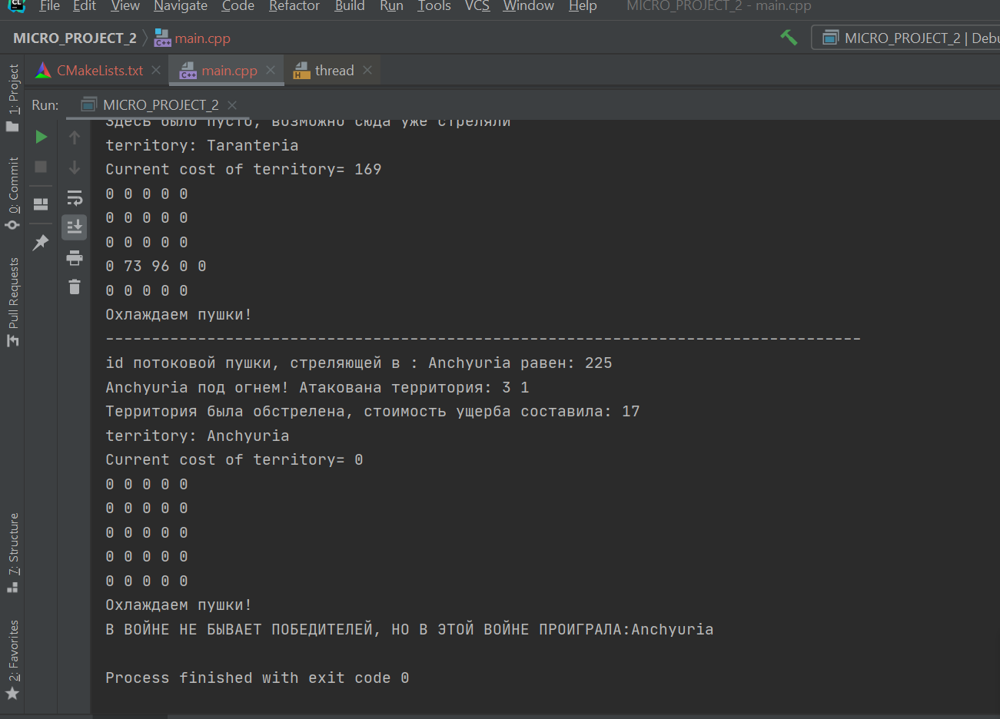 File Edit View Navigate Code Refactor Build Run Tools VCS Window Help MICRO_PROJECT_2 - main.cpp
MICRO_PROJECT_2 main.cpp MICRO_PROJECT_2 | Debu
CMakeLists.txt main.cpp thread
Run: MICRO_PROJECT_2
1: Project
0: Commit
Pull Requests
7: Structure
2: Favorites
Здесь было пусто, возможно сюда уже стреляли
territory: Taranteria
Current cost of territory= 169
0 0 0 0 0
0 0 0 0 0
0 0 0 0 0
0 73 96 0 0
0 0 0 0 0
Охлаждаем пушки!
----------------------------------------------------------------------------------
id потоковой пушки, стреляющей в : Anchyuria равен: 225
Anchyuria под огнем! Атакована территория: 3 1
Территория была обстрелена, стоимость ущерба составила: 17
territory: Anchyuria
Current cost of territory= 0
0 0 0 0 0
0 0 0 0 0
0 0 0 0 0
0 0 0 0 0
0 0 0 0 0
Охлаждаем пушки!
В ВОЙНЕ НЕ БЫВАЕТ ПОБЕДИТЕЛЕЙ, НО В ЭТОЙ ВОЙНЕ ПРОИГРАЛА:Anchyuria
Process finished with exit code 0